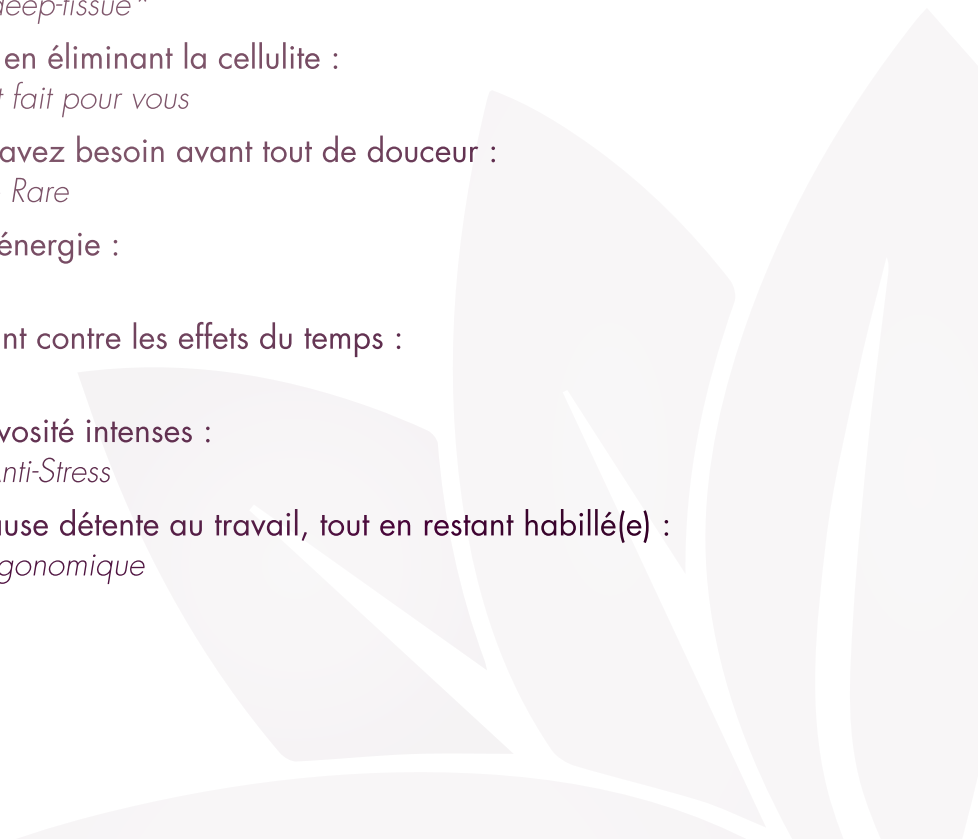 deep-tissue"
en éliminant la cellulite :
t fait pour vous
avez besoin avant tout de douceur :
Rare
énergie :
nt contre les effets du temps :
vosité intenses :
nti-Stress
use détente au travail, tout en restant habillé(e) :
gonomique